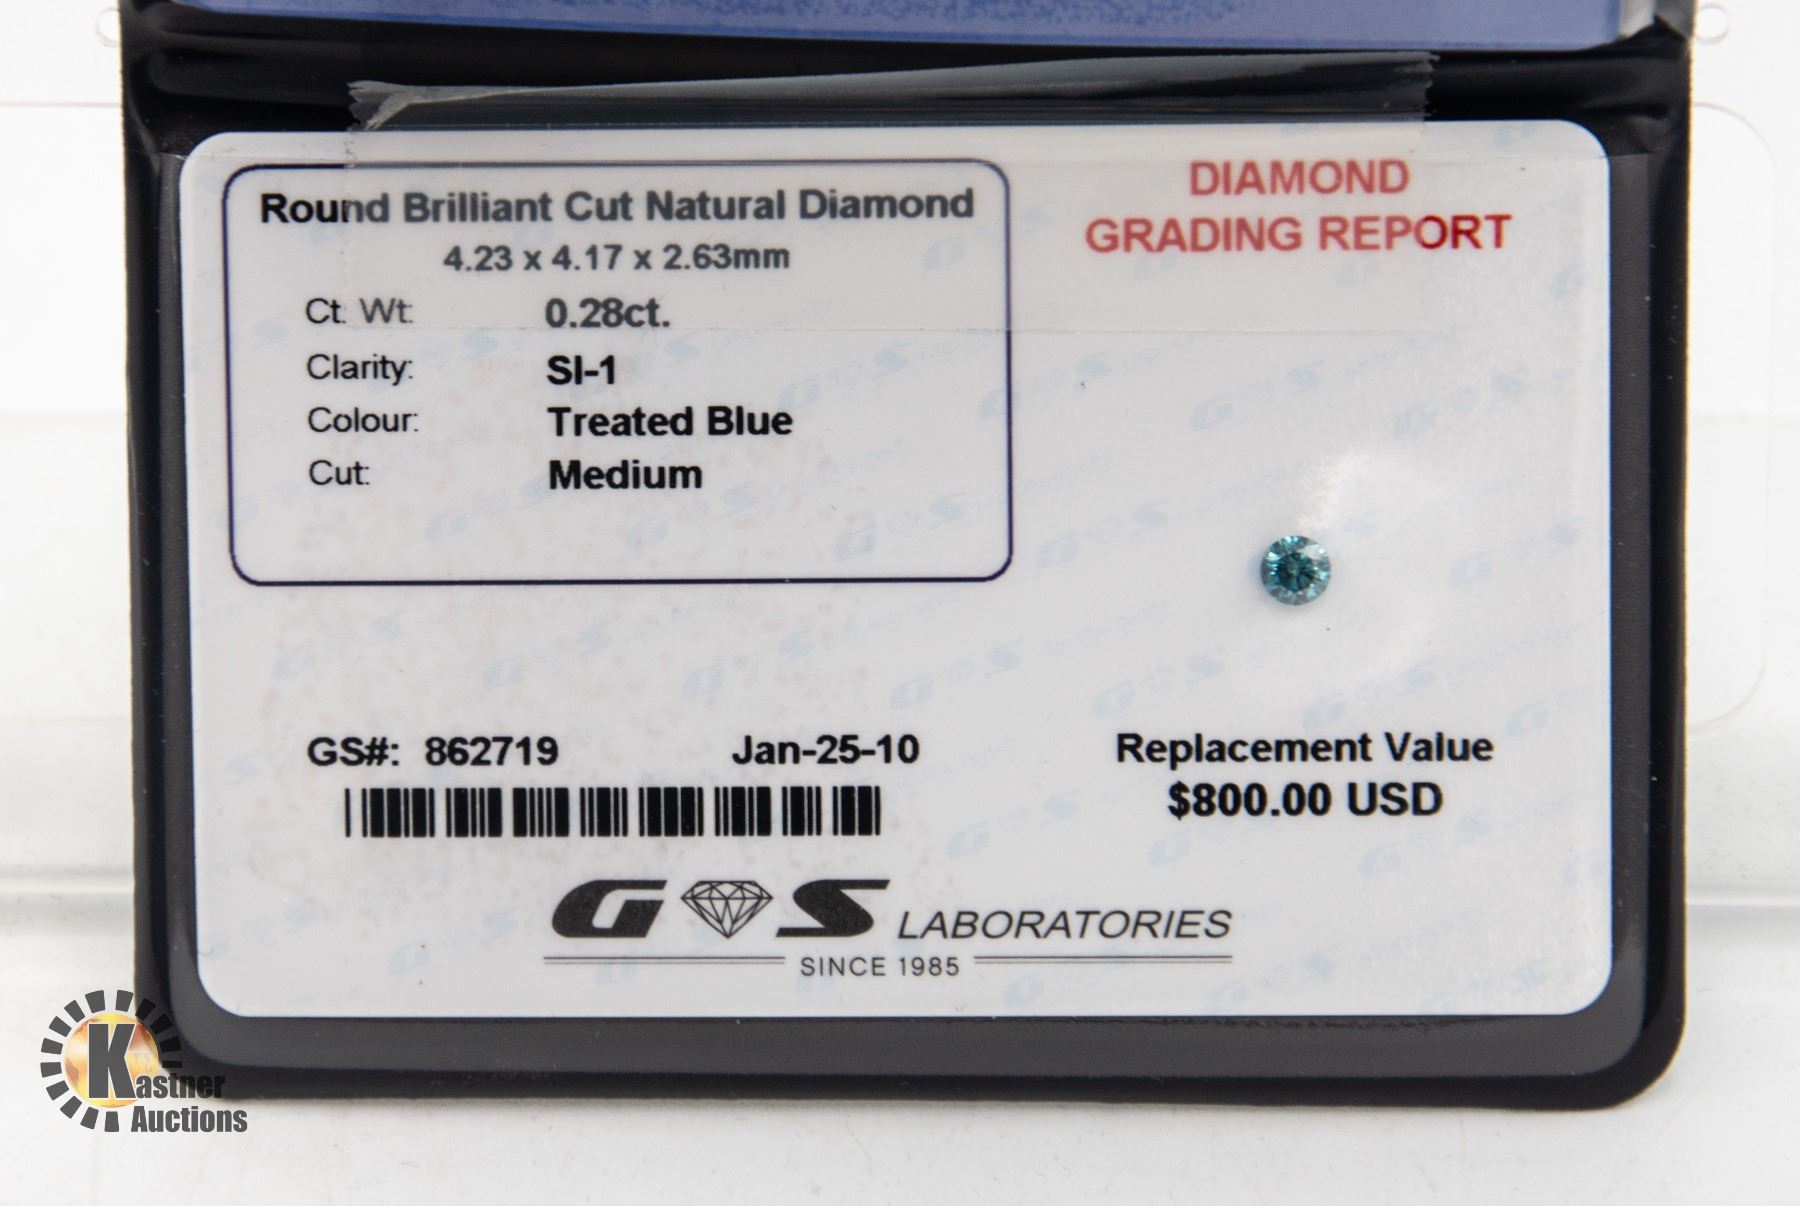 Round Brilliant Cut Natural Diamond
4.23 x 4.17 x 2.63mm
Ct. Wt: 0.28ct.
Clarity: SI-1
Colour: Treated Blue
Cut: Medium
DIAMOND
GRADING REPORT
GS#: 862719 Jan-25-10
Replacement Value
$800.00 USD
GS LABORATORIES
SINCE 1985
Kastner
Auctions